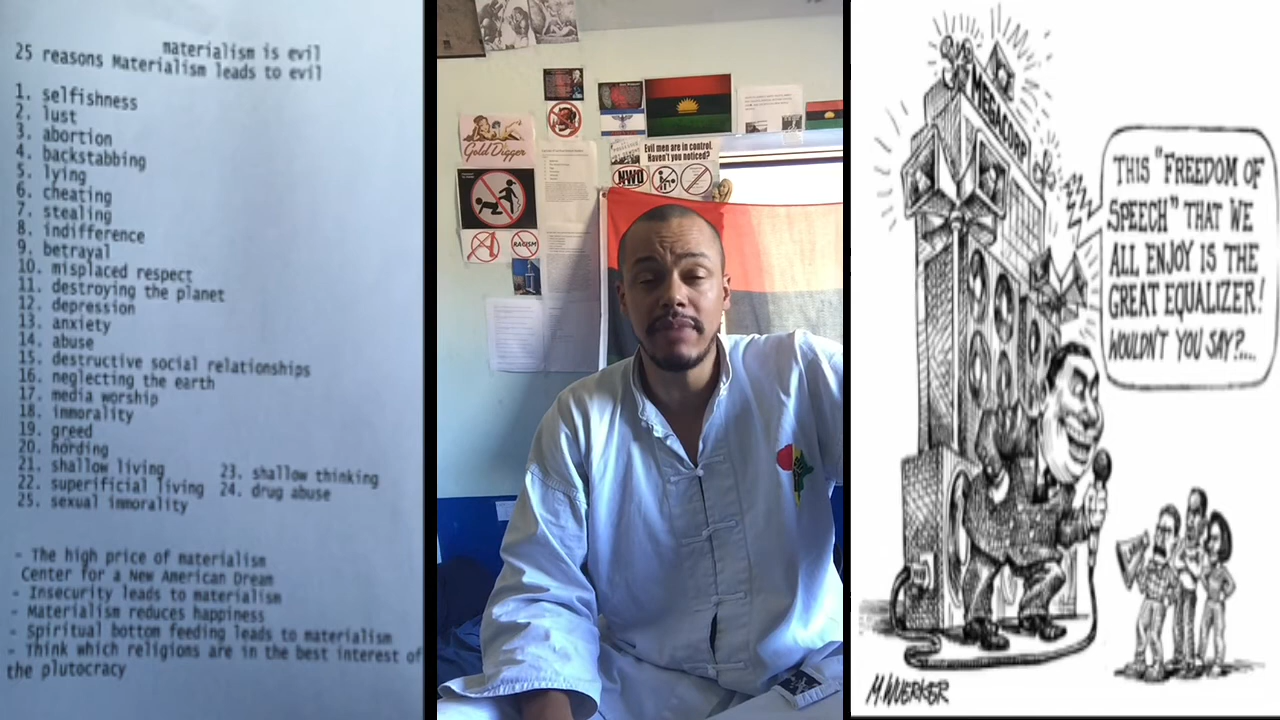 materialism is evil
25 reasons Materialism leads to evil
1. selfishness
2. lust
3. abortion
4. backstabbing
5. lying
6. cheating
7. stealing
8. indifference
9. betrayal
10. misplaced respect
11. destroying the planet
12. depression
13. anxiety
14. abuse
15. destructive social relationships
16. neglecting the earth
17. media worship
18. immorality
19. greed
20. hording
21. shallow living 23. shallow thinking
22. superificial living 24. drug abuse
25. sexual immorality
- The high price of materialism
Center for a New American Dream
- Insecurity leads to materialism
- Materialism reduces happiness
- Spiritual bottom feeding leads to materialism
- Think which religions are in the best interest of
the plutocracy
Gold Digger
Evil men are in control.
Haven't you noticed?
NWO
RACISM
MEGACORP
THIS "FREEDOM OF
SPEECH" THAT WE
ALL ENJOY IS THE
GREAT EQUALIZER!
WOULDN'T YOU SAY?...
M.WUERKER